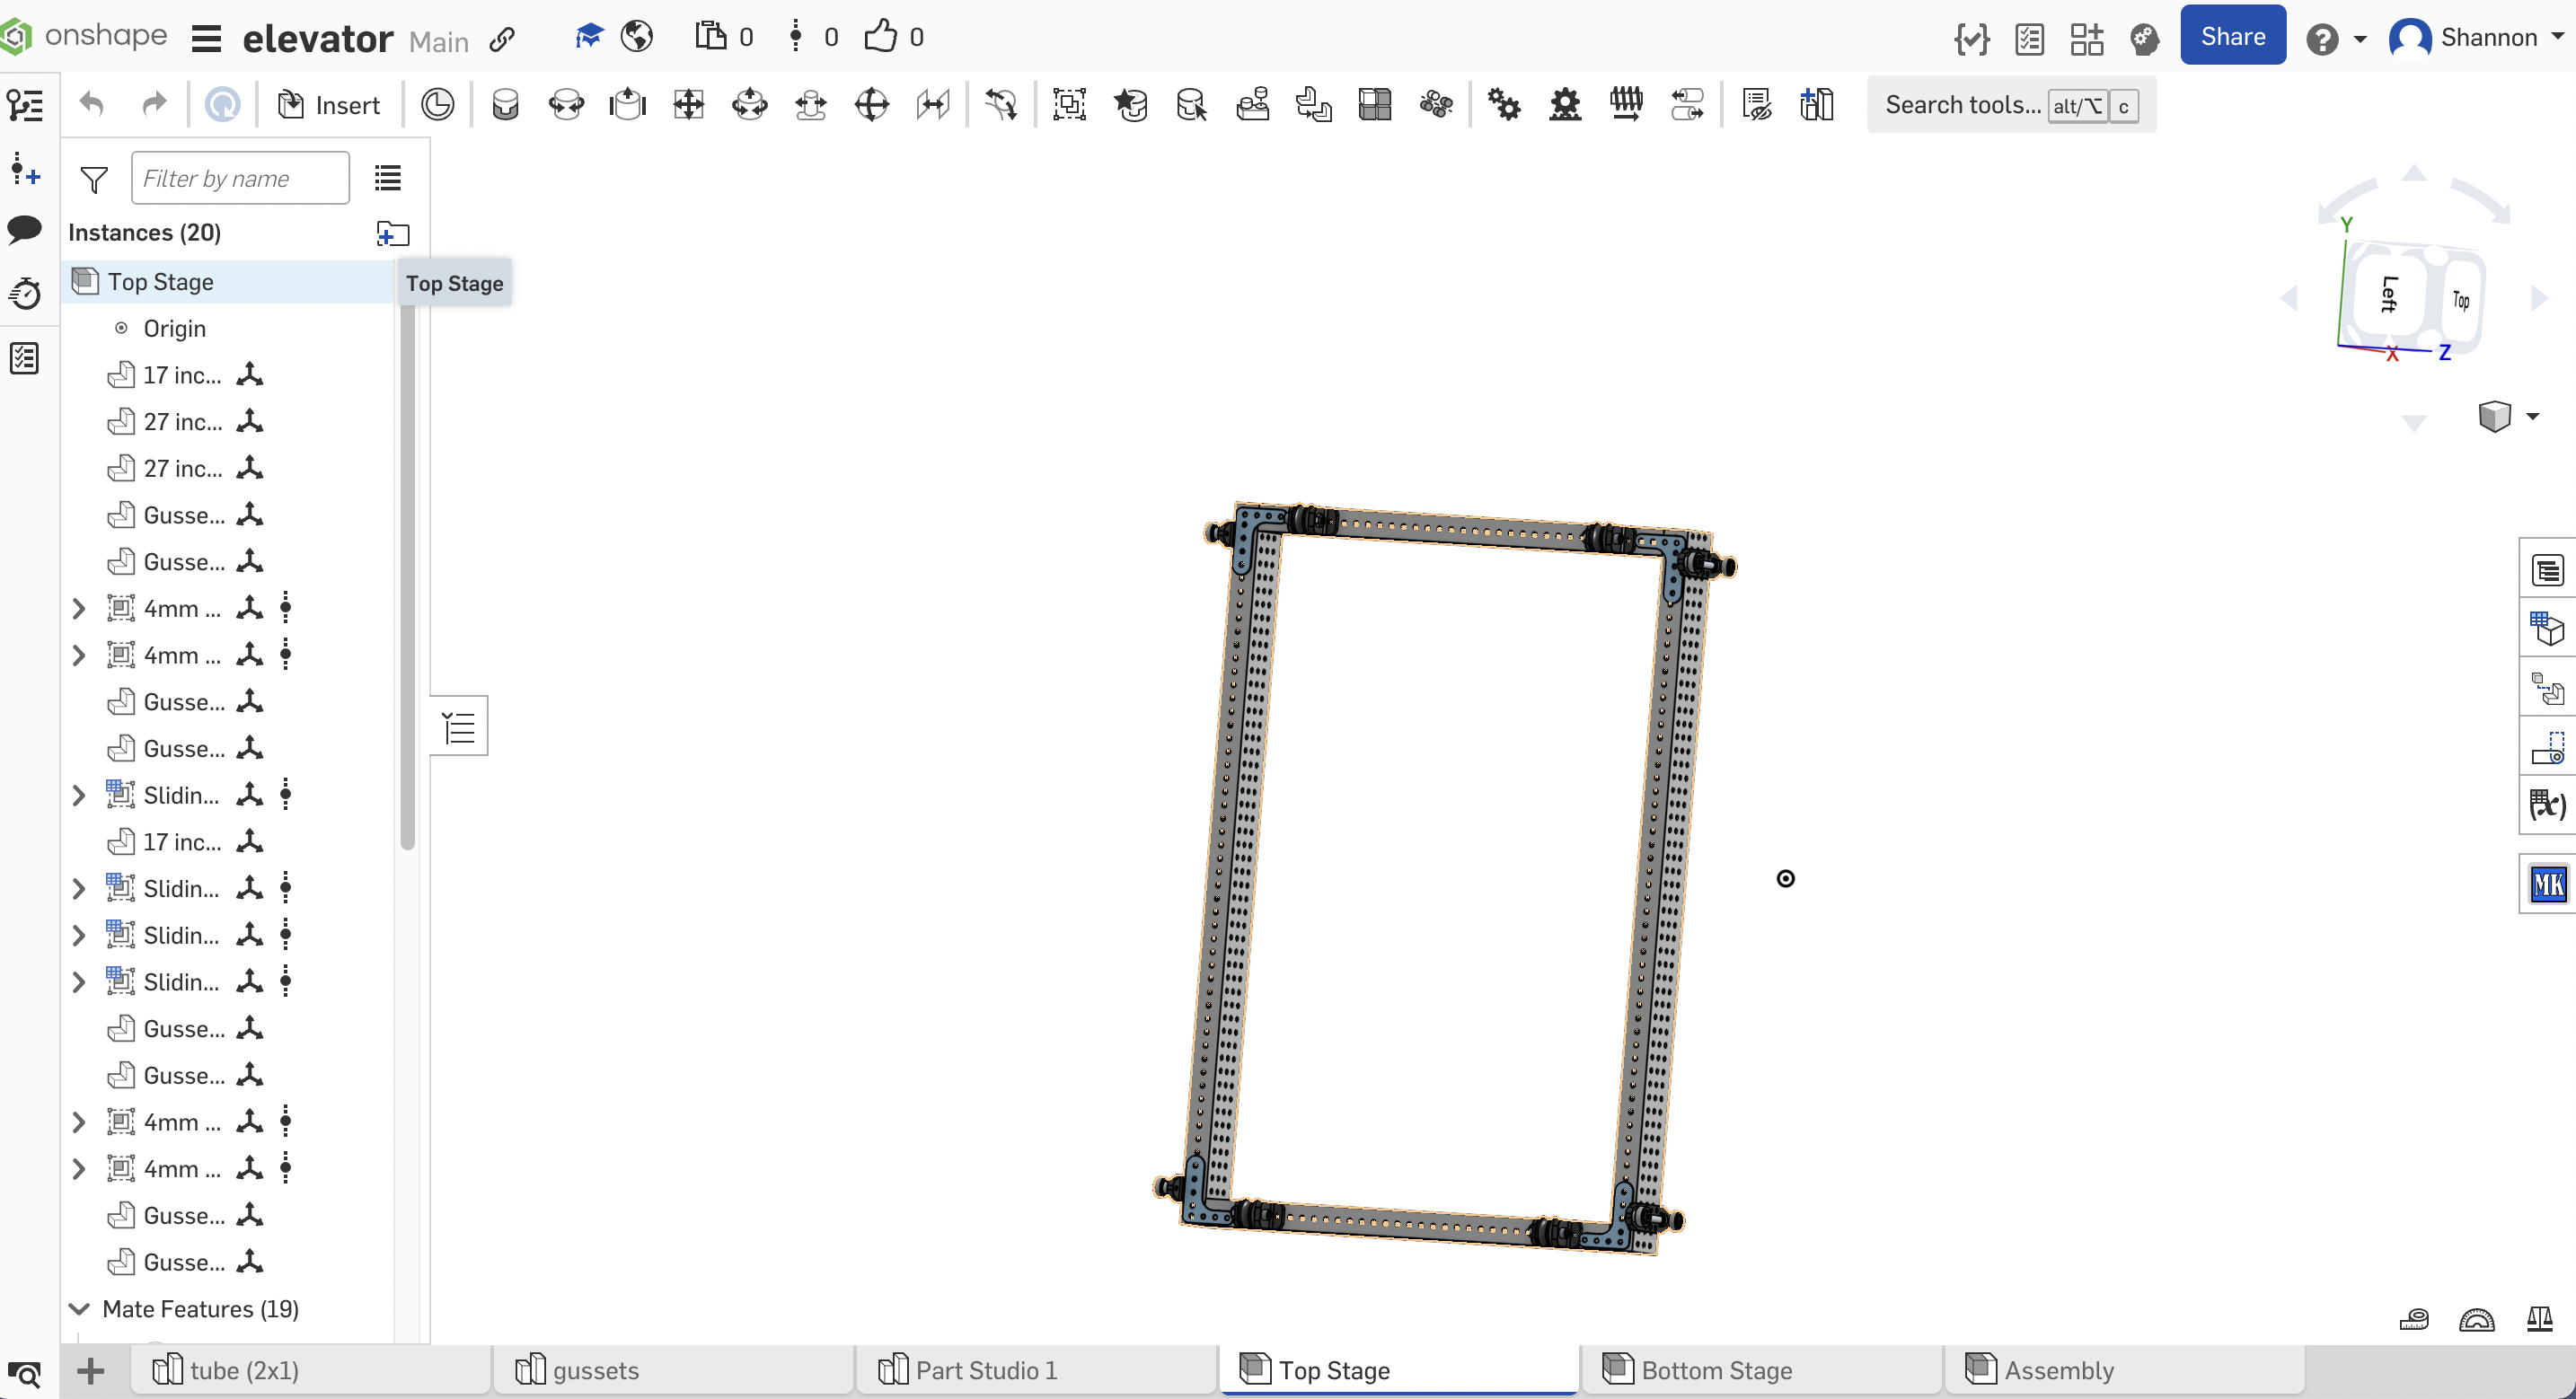 onshape elevator Main 0 0 0 Share Shannon
Insert Search tools... alt/⌥ c
Filter by name
Instances (20)
Top Stage
Top Stage
Origin
17 inc...
27 inc...
27 inc...
Gusse...
Gusse...
4mm ...
4mm ...
Gusse...
Gusse...
Slidin...
17 inc...
Slidin...
Slidin...
Slidin...
Gusse...
Gusse...
4mm ...
4mm ...
Gusse...
Gusse...
Mate Features (19)
Y
Left
Top
X
Z
(x)
MK
tube (2x1) gussets Part Studio 1 Top Stage Bottom Stage Assembly